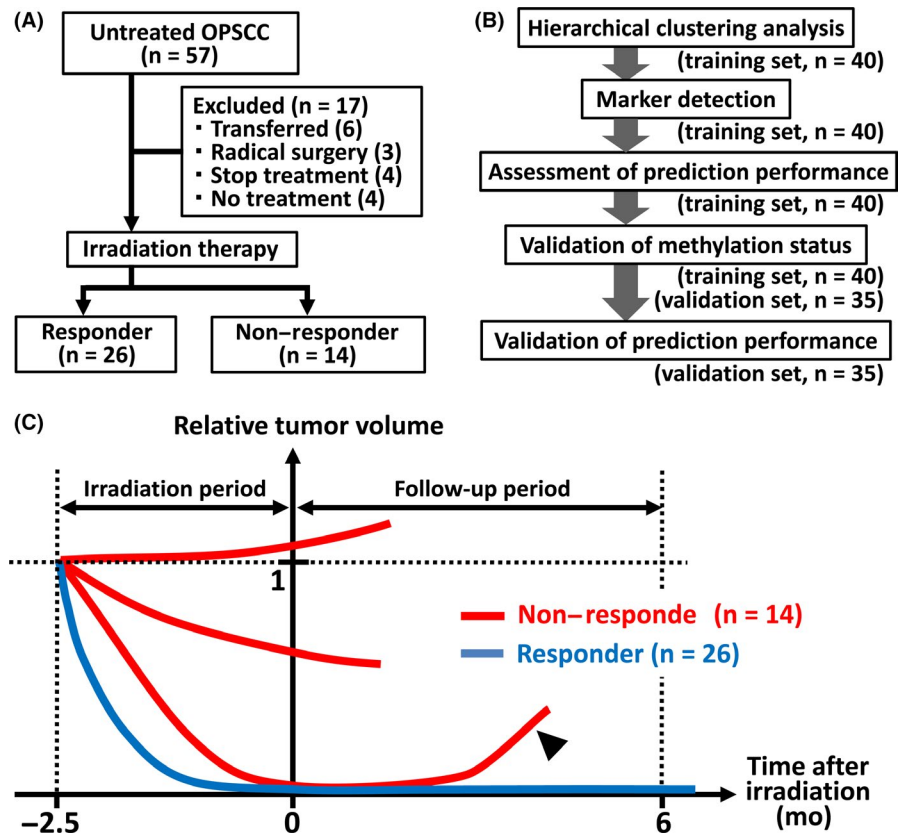 (A)
Untreated OPSCC
(n = 57)
Excluded (n = 17)
· Transferred (6)
· Radical surgery (3)
· Stop treatment (4)
· No treatment (4)
Irradiation therapy
Responder
(n = 26)
Non–responder
(n = 14)
(B)
Hierarchical clustering analysis
(training set, n = 40)
Marker detection
(training set, n = 40)
Assessment of prediction performance
(training set, n = 40)
Validation of methylation status
(training set, n = 40)
(validation set, n = 35)
Validation of prediction performance
(validation set, n = 35)
(C)
Relative tumor volume
Irradiation period
Follow-up period
1
Non–responde (n = 14)
Responder (n = 26)
Time after
irradiation
(mo)
–2.5
0
6